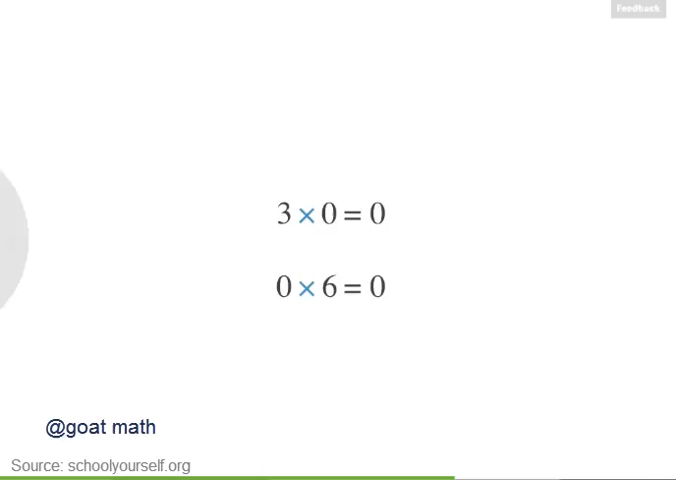 Feedback
3 × 0 = 0
0 × 6 = 0
@goat math
Source: schoolyourself.org